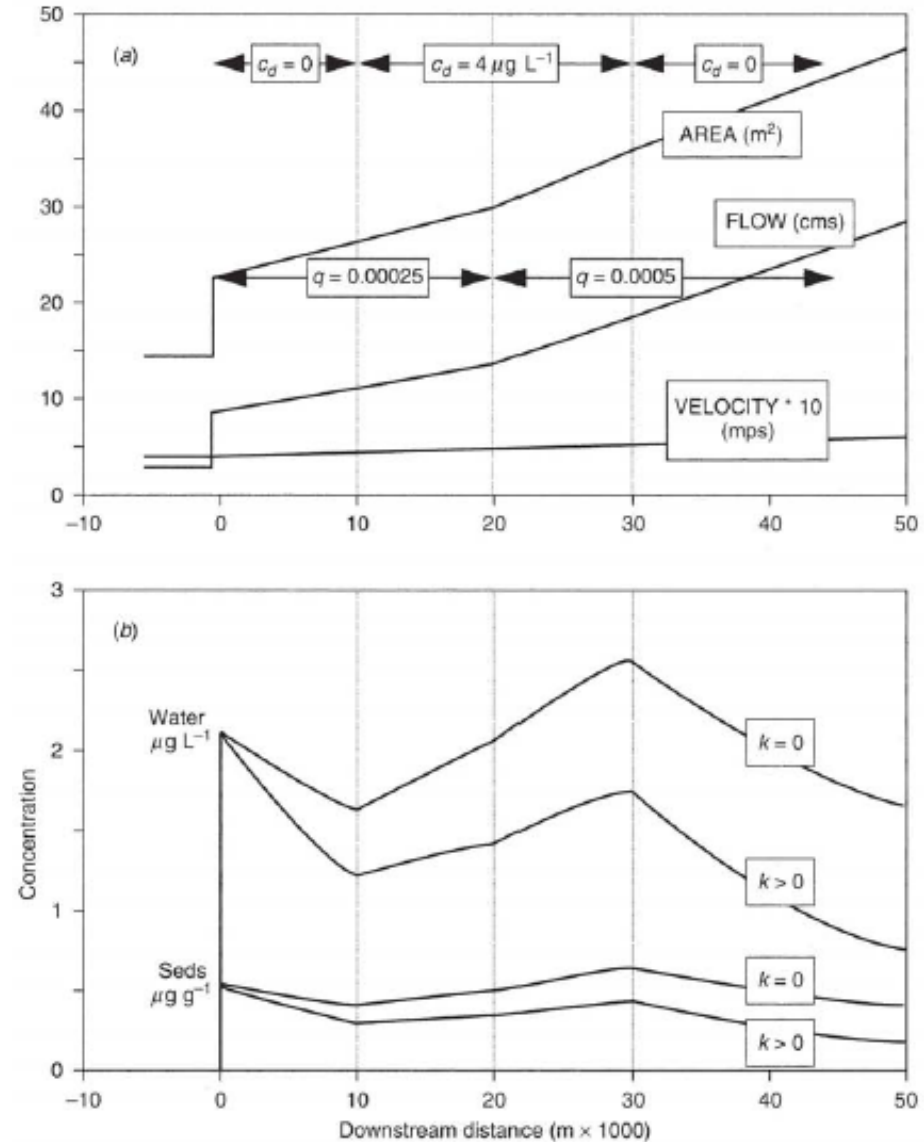 50
(a)
c_d = 0
c_d = 4 µg L⁻¹
c_d = 0
40
AREA (m²)
30
FLOW (cms)
q = 0.00025
q = 0.0005
20
10
VELOCITY * 10
(mps)
0
−10
0
10
20
30
40
50
3
(b)
Water
µg L⁻¹
2
k = 0
Concentration
k > 0
1
Seds
µg g⁻¹
k = 0
k > 0
0
−10
0
10
20
30
40
50
Downstream distance (m × 1000)